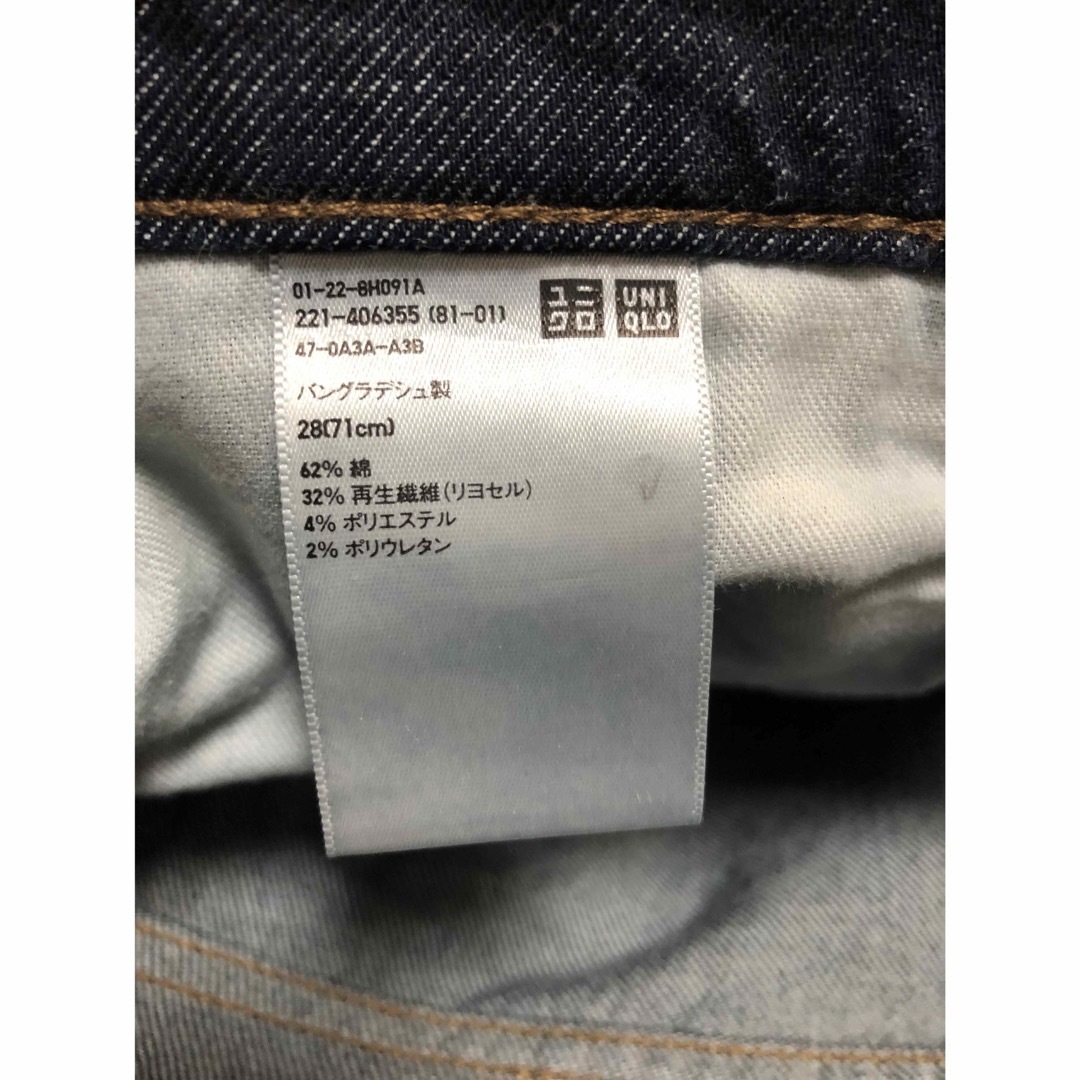 01-22-8H091A
221-406355 (81-01)
47-0A3A-A3B
ユニクロ
UNIQLO
バングラデシュ製
28(71cm)
62% 綿
32% 再生繊維(リヨセル)
4% ポリエステル
2% ポリウレタン